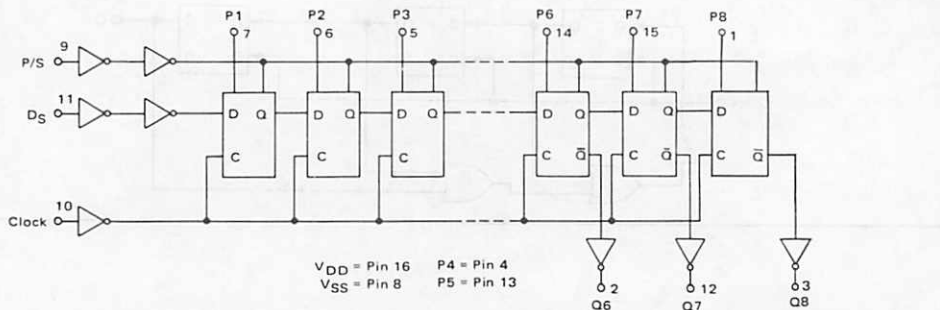 P1 P2 P3 P6 P7 P8
7 6 5 14 15 1
9
P/S
11
DS
D Q D Q D Q D Q D Q D
C C C C Q̅ C Q̅ C Q̅
10
Clock
VDD = Pin 16 P4 = Pin 4
VSS = Pin 8 P5 = Pin 13
2 12 3
Q6 Q7 Q8